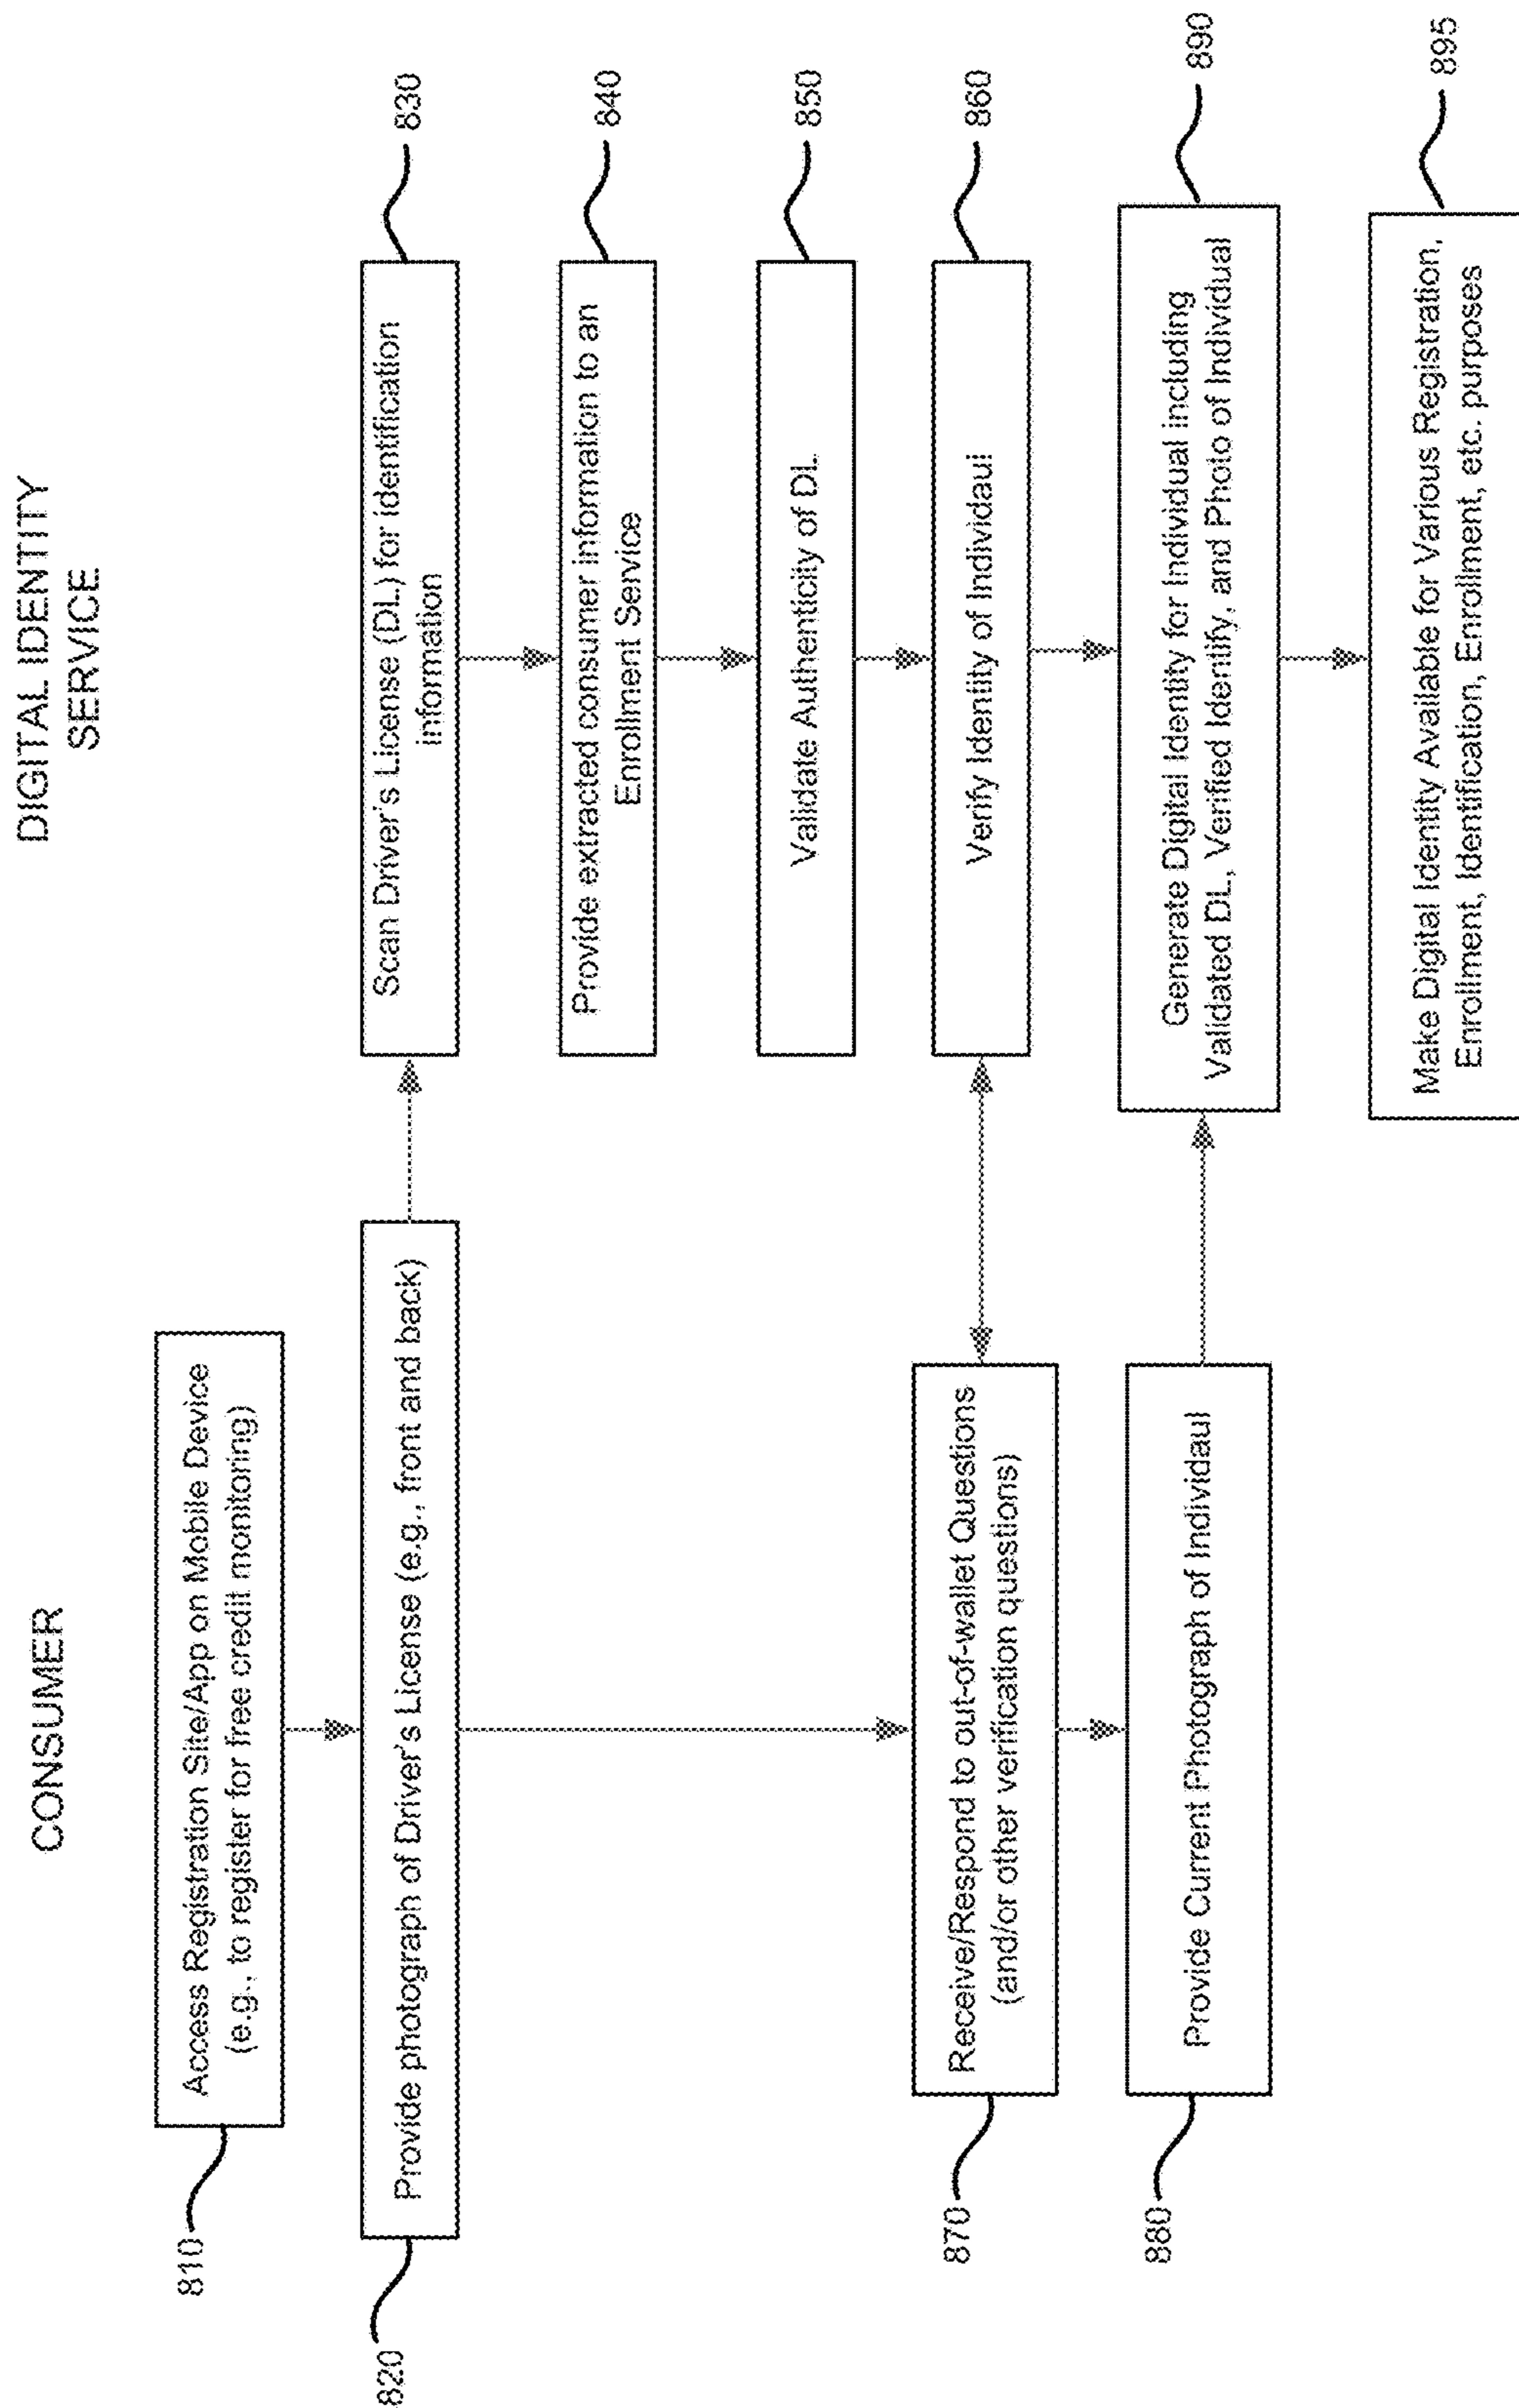 CONSUMER
DIGITAL IDENTITY
SERVICE
810
Access Registration Site/App on Mobile Device
(e.g., to register for free credit monitoring)
820
Provide photograph of Driver's License (e.g., front and back)
Scan Driver's License (DL) for identification
information
830
Provide extracted consumer information to an
Enrollment Service
840
Validate Authenticity of DL
850
870
Receive/Respond to out-of-wallet Questions
(and/or other verification questions)
Verify Identity of Individaul
860
880
Provide Current Photograph of Individaul
Generate Digital Identity for Individual including
Validated DL, Verified Identify, and Photo of Individual
890
Make Digital Identity Available for Various Registration,
Enrollment, Identification, Enrollment, etc. purposes
895